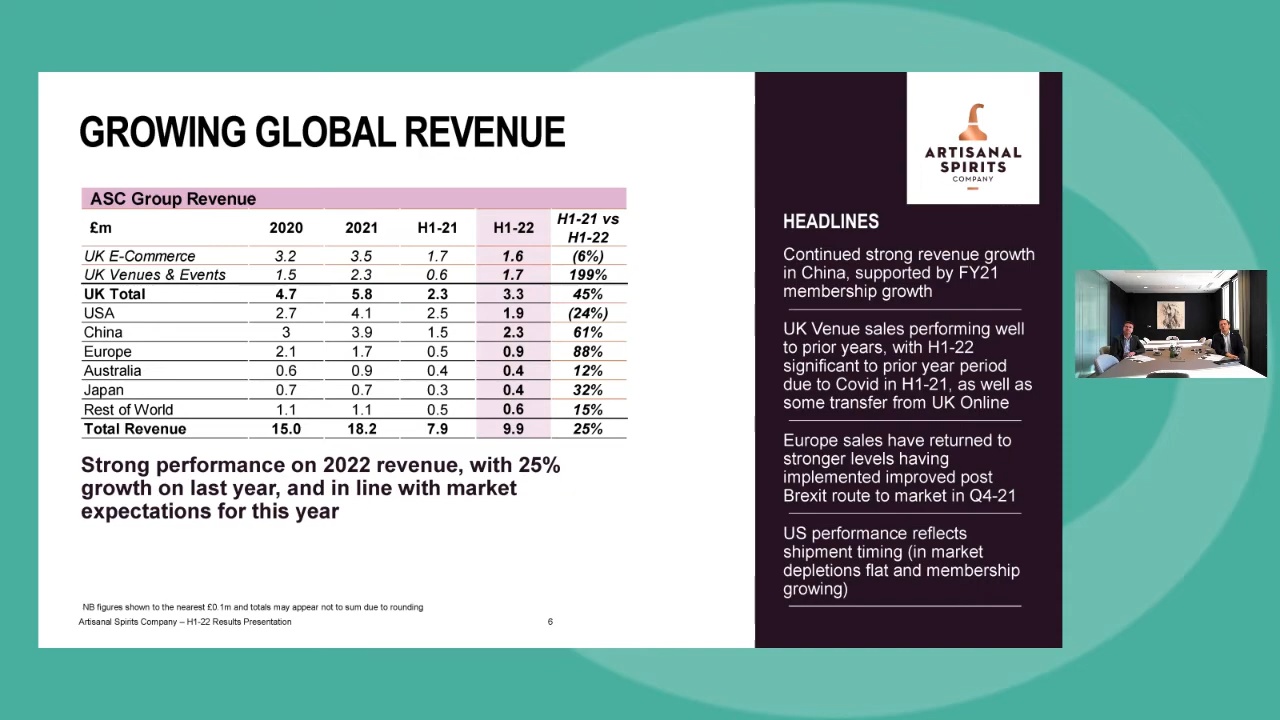 GROWING GLOBAL REVENUE
ASC Group Revenue
£m 2020 2021 H1-21 H1-22 H1-21 vs H1-22
UK E-Commerce 3.2 3.5 1.7 1.6 (6%)
UK Venues & Events 1.5 2.3 0.6 1.7 199%
UK Total 4.7 5.8 2.3 3.3 45%
USA 2.7 4.1 2.5 1.9 (24%)
China 3 3.9 1.5 2.3 61%
Europe 2.1 1.7 0.5 0.9 88%
Australia 0.6 0.9 0.4 0.4 12%
Japan 0.7 0.7 0.3 0.4 32%
Rest of World 1.1 1.1 0.5 0.6 15%
Total Revenue 15.0 18.2 7.9 9.9 25%
Strong performance on 2022 revenue, with 25%
growth on last year, and in line with market
expectations for this year
NB figures shown to the nearest £0.1m and totals may appear not to sum due to rounding
Artisanal Spirits Company – H1-22 Results Presentation 6
ARTISANAL
SPIRITS
COMPANY
HEADLINES
Continued strong revenue growth
in China, supported by FY21
membership growth
UK Venue sales performing well
to prior years, with H1-22
significant to prior year period
due to Covid in H1-21, as well as
some transfer from UK Online
Europe sales have returned to
stronger levels having
implemented improved post
Brexit route to market in Q4-21
US performance reflects
shipment timing (in market
depletions flat and membership
growing)